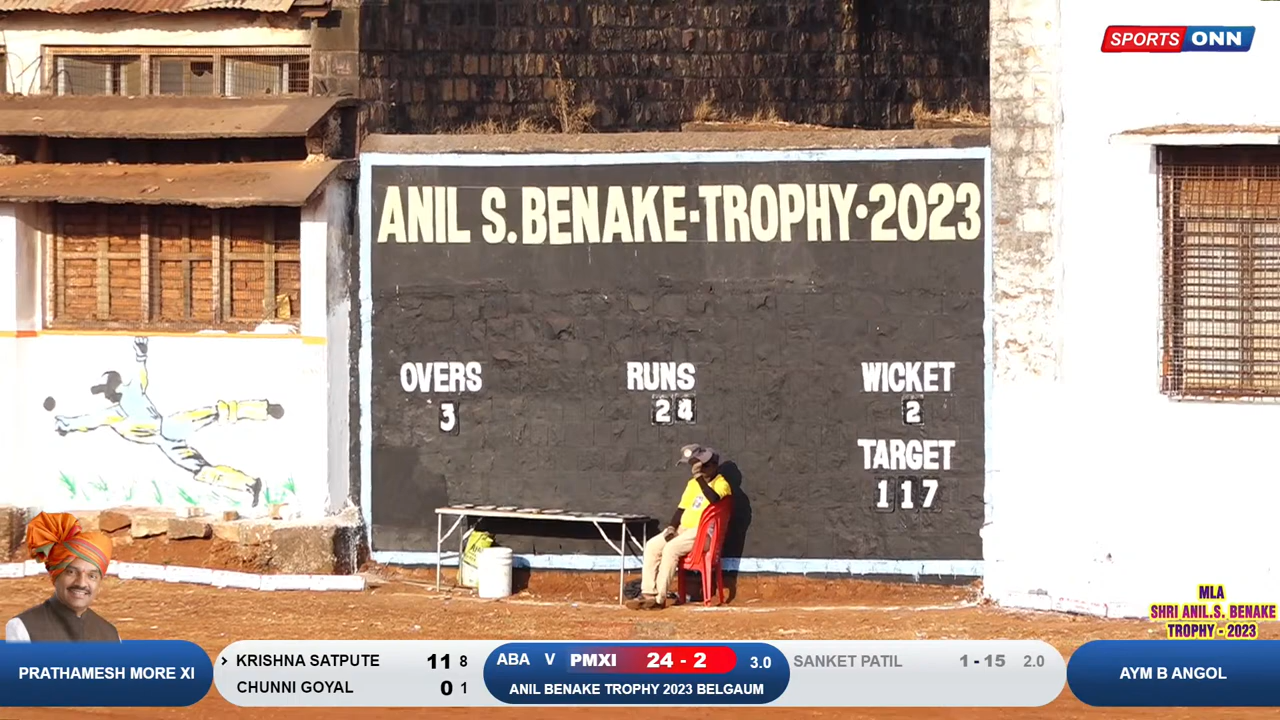 SPORTS ONN
ANIL S. BENAKE-TROPHY•2023
OVERS
3
RUNS
24
WICKET
2
TARGET
117
MLA
SHRI ANIL.S. BENAKE
TROPHY - 2023
PRATHAMESH MORE XI
› KRISHNA SATPUTE 11 8
CHUNNI GOYAL 0 1
ABA V PMXI 24 - 2 3.0
ANIL BENAKE TROPHY 2023 BELGAUM
SANKET PATIL 1 - 15 2.0
AYM B ANGOL